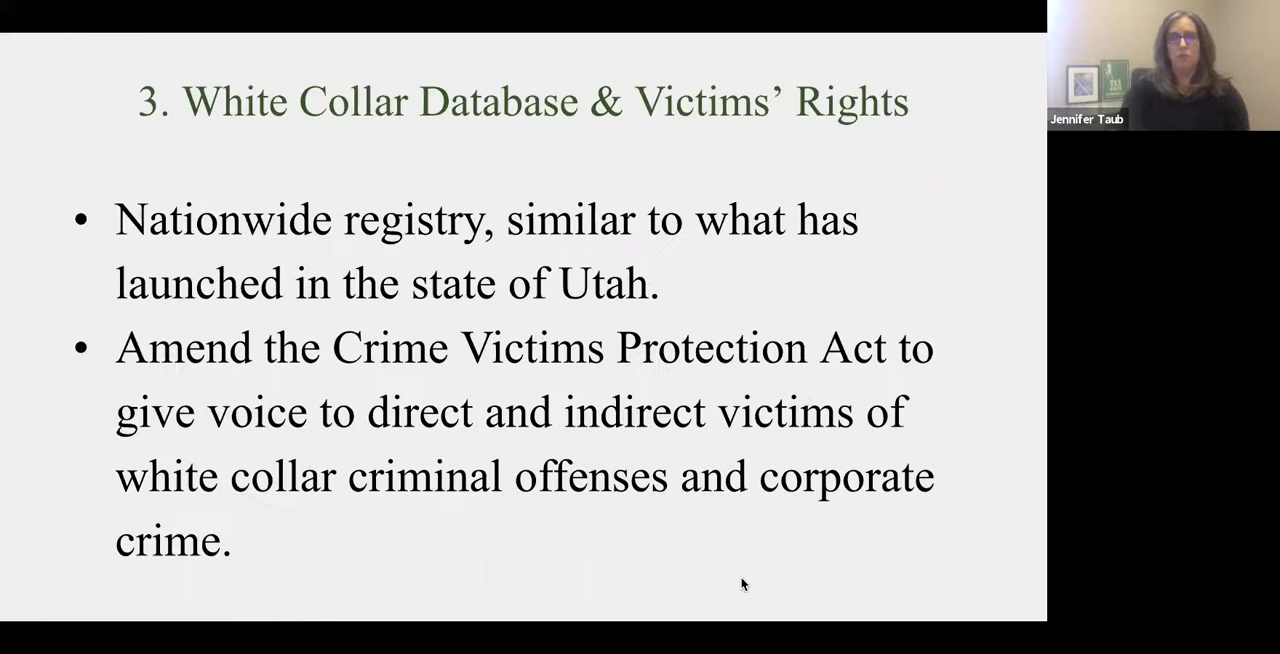 3. White Collar Database & Victims’ Rights
• Nationwide registry, similar to what has
launched in the state of Utah.
• Amend the Crime Victims Protection Act to
give voice to direct and indirect victims of
white collar criminal offenses and corporate
crime.
Jennifer Taub